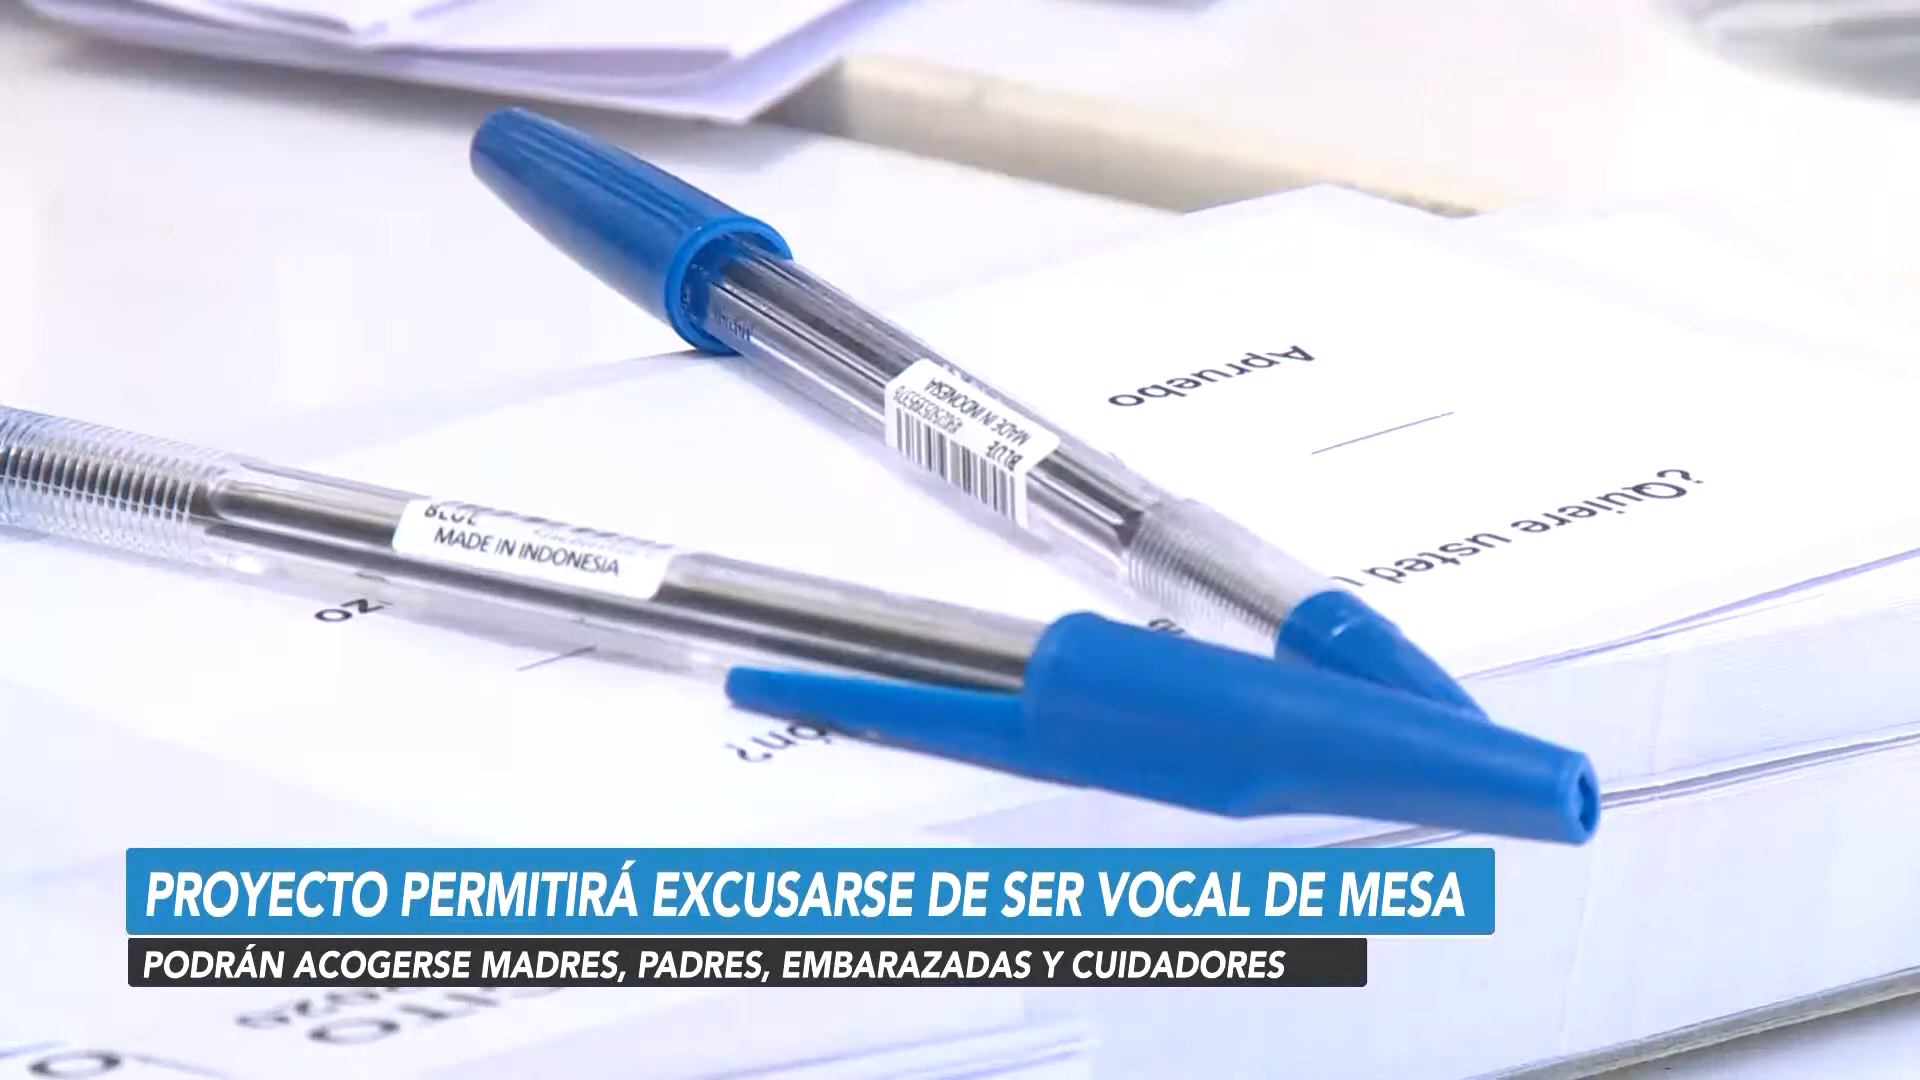 Apruebo
¿Quiere usted
BLUE
MADE IN INDONESIA
BLUE
MADE IN INDONESIA
PROYECTO PERMITIRÁ EXCUSARSE DE SER VOCAL DE MESA
PODRÁN ACOGERSE MADRES, PADRES, EMBARAZADAS Y CUIDADORES